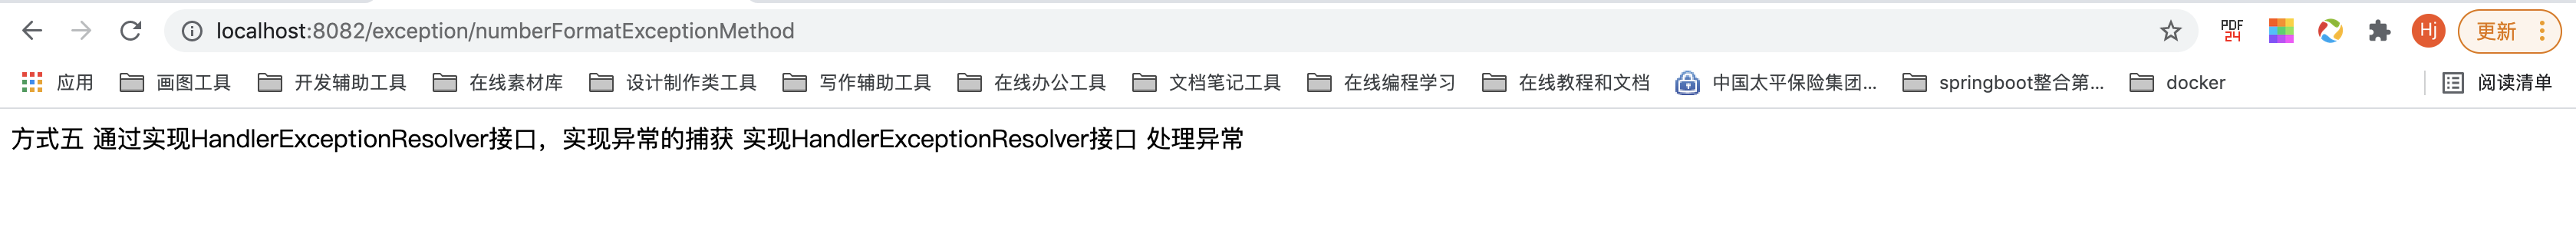 localhost:8082/exception/numberFormatExceptionMethod PDF 24 Hj 更新
应用 画图工具 开发辅助工具 在线素材库 设计制作类工具 写作辅助工具 在线办公工具 文档笔记工具 在线编程学习 在线教程和文档 中国太平保险集团... springboot整合第... docker 阅读清单
方式五 通过实现HandlerExceptionResolver接口，实现异常的捕获 实现HandlerExceptionResolver接口 处理异常